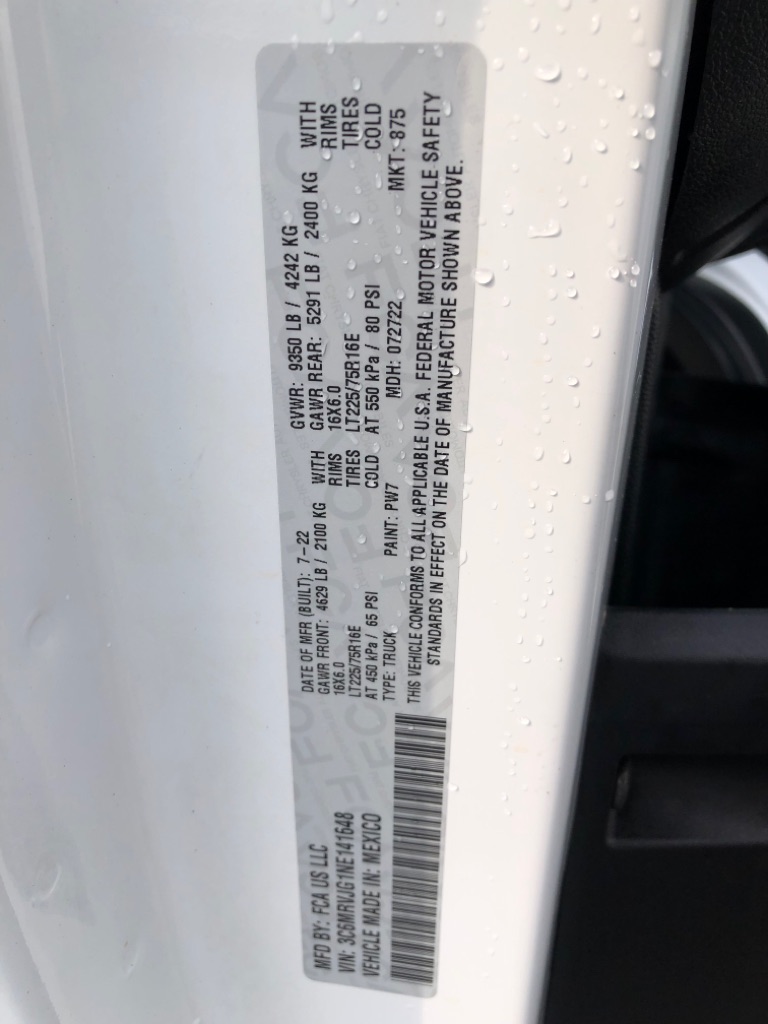 MFD BY: FCA US LLC
VIN: 3C6MRVJG1NE141648
VEHICLE MADE IN: MEXICO
DATE OF MFR (BUILT): 7-22 GVWR: 9350 LB / 4242 KG
GAWR FRONT: 4629 LB / 2100 KG WITH GAWR REAR: 5291 LB / 2400 KG WITH
16X6.0 RIMS 16X6.0 RIMS
LT225/75R16E TIRES LT225/75R16E TIRES
AT 450 kPa / 65 PSI COLD AT 550 kPa / 80 PSI COLD
TYPE: TRUCK PAINT: PW7 MDH: 072722 MKT: 875
THIS VEHICLE CONFORMS TO ALL APPLICABLE U.S.A. FEDERAL MOTOR VEHICLE SAFETY
STANDARDS IN EFFECT ON THE DATE OF MANUFACTURE SHOWN ABOVE.